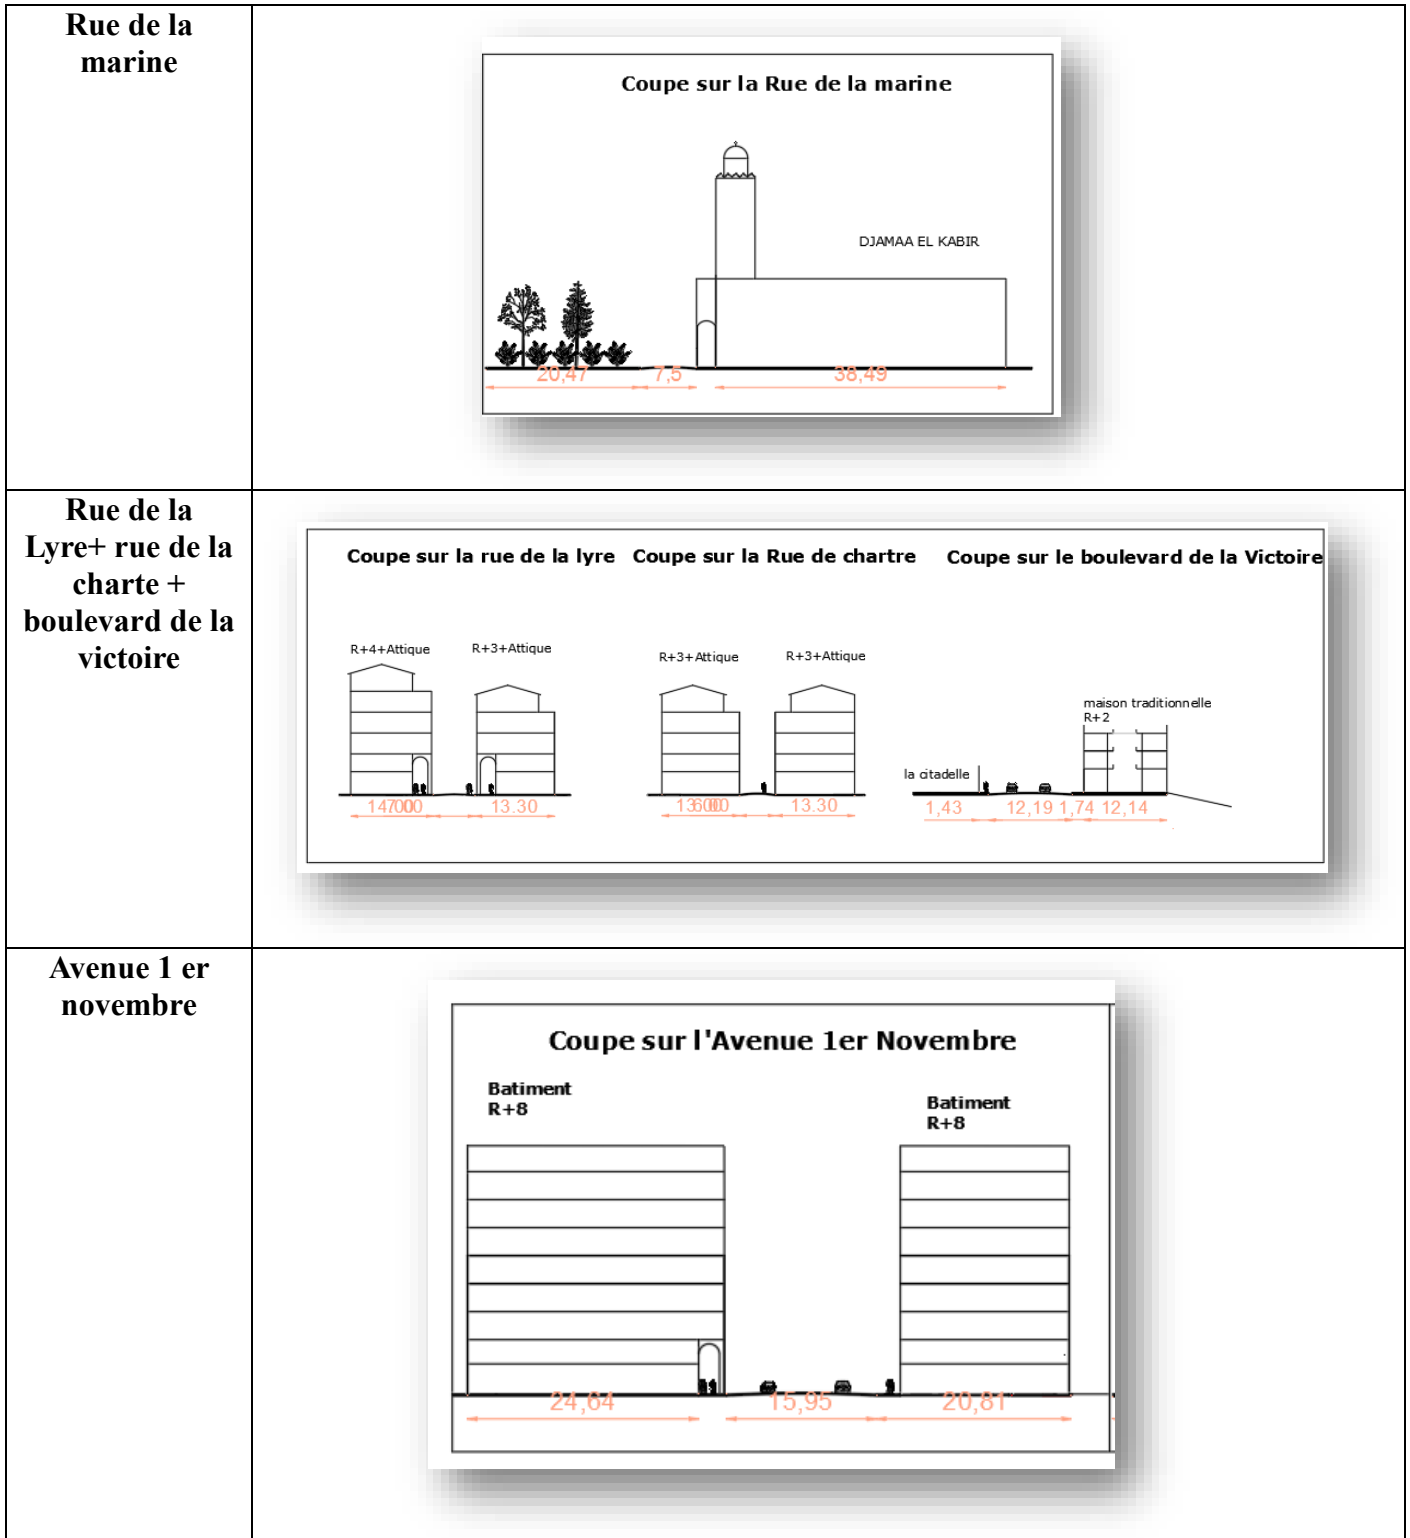 Rue de la
marine
Coupe sur la Rue de la marine
DJAMAA EL KABIR
20,47 7,5 38,49
Rue de la
Lyre+ rue de la
charte +
boulevard de la
victoire
Coupe sur la rue de la lyre Coupe sur la Rue de chartre Coupe sur le boulevard de la Victoire
R+4+Attique R+3+Attique R+3+Attique R+3+Attique
maison traditionnelle
R+2
la citadelle
13.30 13.30 1,43 12,19 1,74 12,14
Avenue 1 er
novembre
Coupe sur l'Avenue 1er Novembre
Batiment
R+8
Batiment
R+8
24,64 15,95 20,81